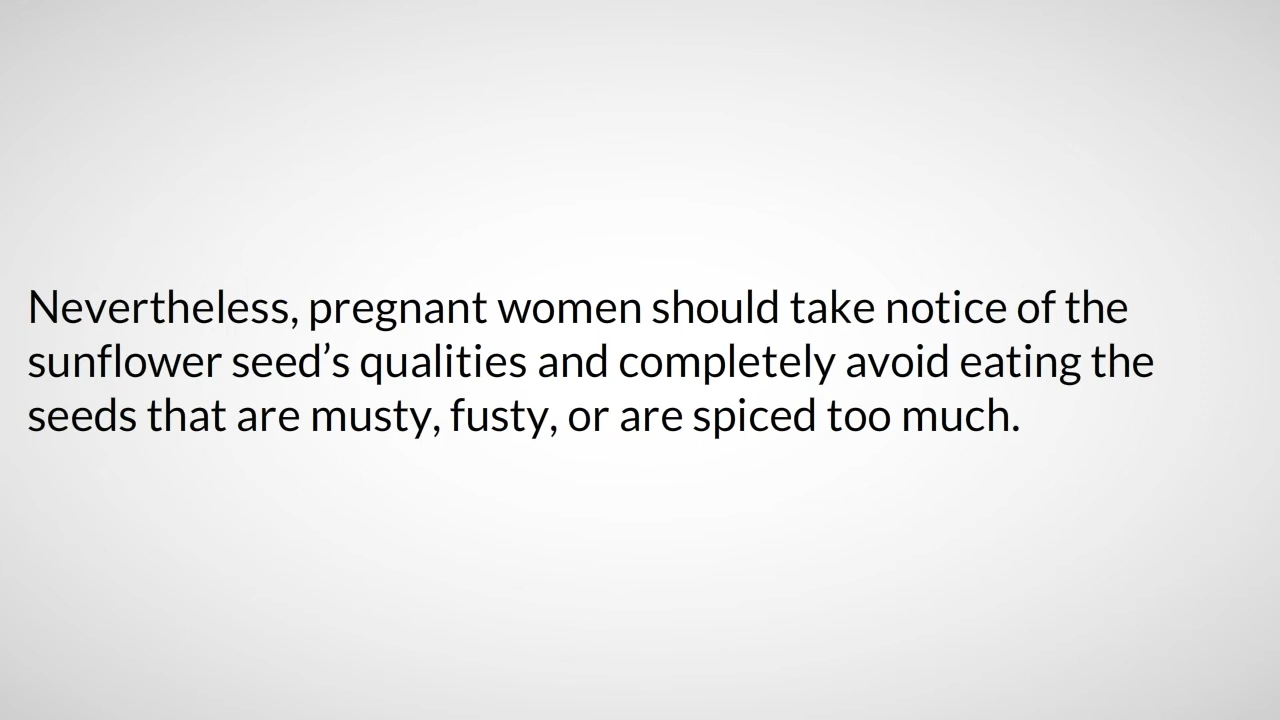 Nevertheless, pregnant women should take notice of the
sunflower seed’s qualities and completely avoid eating the
seeds that are musty, fusty, or are spiced too much.